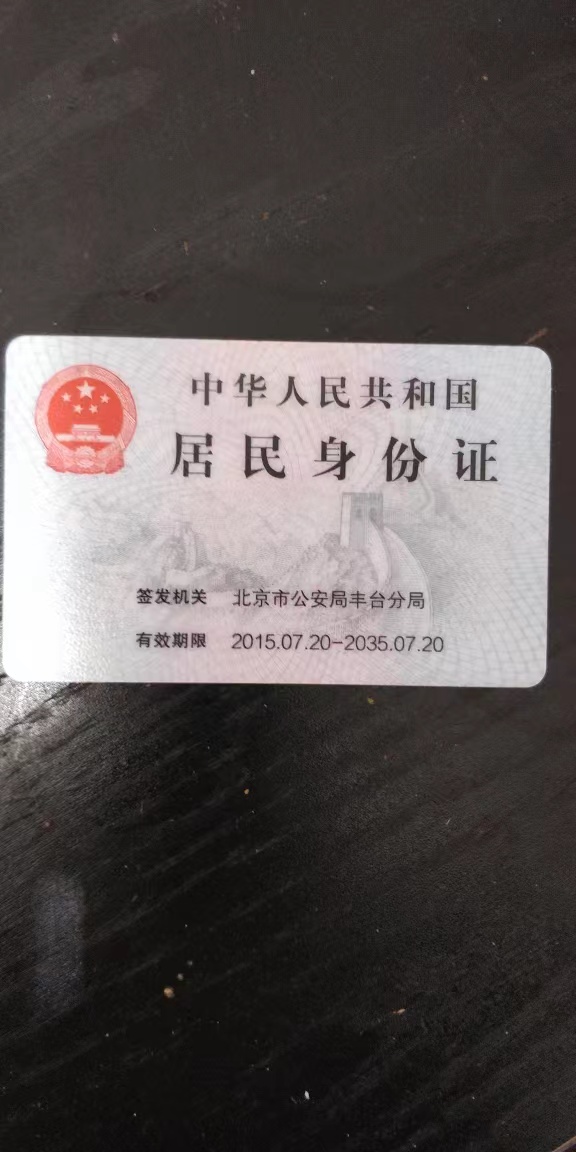 中华人民共和国
居民身份证
签发机关 北京市公安局丰台分局
有效期限 2015.07.20-2035.07.20